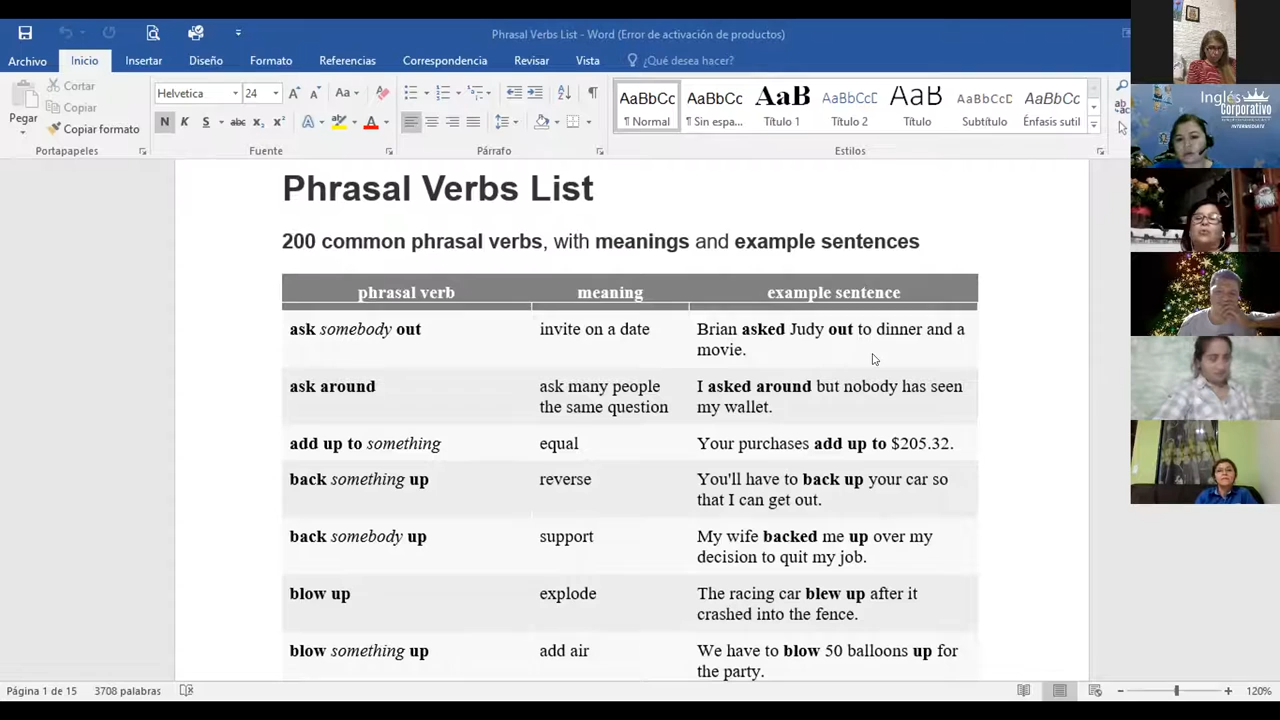 Phrasal Verbs List - Word (Error de activación de productos)
Archivo Inicio Insertar Diseño Formato Referencias Correspondencia Revisar Vista ¿Qué desea hacer?
Cortar
Copiar
Copiar formato
Pegar
Portapapeles
Helvetica 24
Aa
N K S abc x₂ x² A A
Fuente
Párrafo
AaBbCc AaBbCc AaB AaBbCcD AaB AaBbCcD AaBbCc
¶ Normal ¶ Sin espa... Título 1 Título 2 Título Subtítulo Énfasis sutil
Estilos
Inglés
Corporativo
INTERMEDIATE
Phrasal Verbs List
200 common phrasal verbs, with meanings and example sentences
phrasal verb meaning example sentence
ask somebody out invite on a date Brian asked Judy out to dinner and a
movie.
ask around ask many people I asked around but nobody has seen
the same question my wallet.
add up to something equal Your purchases add up to $205.32.
back something up reverse You'll have to back up your car so
that I can get out.
back somebody up support My wife backed me up over my
decision to quit my job.
blow up explode The racing car blew up after it
crashed into the fence.
blow something up add air We have to blow 50 balloons up for
the party.
Página 1 de 15 3708 palabras 120%